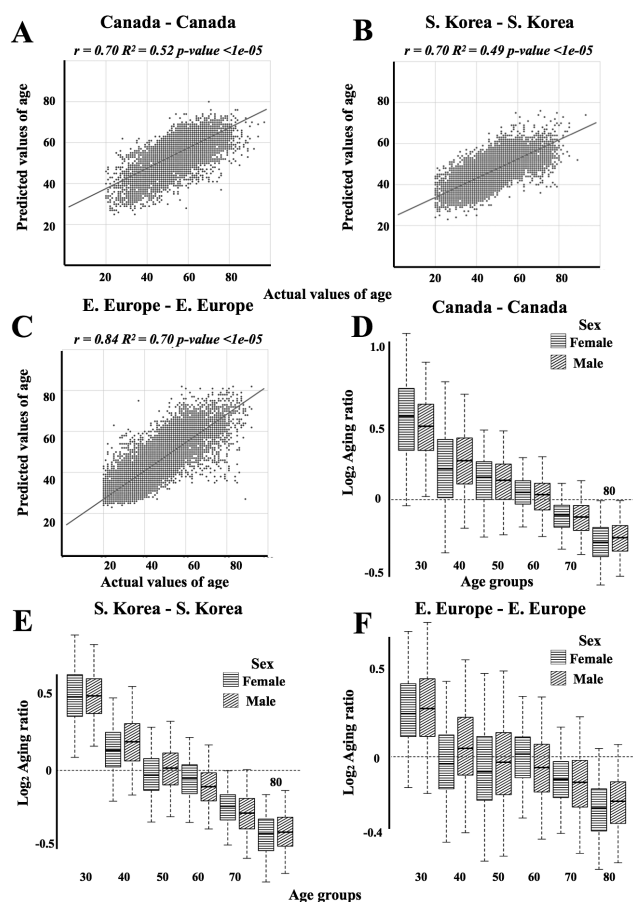 A
Canada - Canada
r = 0.70 R² = 0.52 p-value <1e-05
Predicted values of age
80
60
40
20
20 40 60 80
B
S. Korea - S. Korea
r = 0.70 R² = 0.49 p-value <1e-05
Predicted values of age
80
60
40
20
20 40 60 80
Actual values of age
C
E. Europe - E. Europe
r = 0.84 R² = 0.70 p-value <1e-05
Predicted values of age
80
60
40
20
20 40 60 80
Actual values of age
D
Canada - Canada
Sex
Female
Male
Log₂ Aging ratio
1.0
0.5
0
-0.5
80
30 40 50 60 70
Age groups
E
S. Korea - S. Korea
Sex
Female
Male
Log₂ Aging ratio
0.5
0
-0.5
80
30 40 50 60 70
F
E. Europe - E. Europe
Sex
Female
Male
Log₂ Aging ratio
0.5
0
-0.4
30 40 50 60 70 80
Age groups